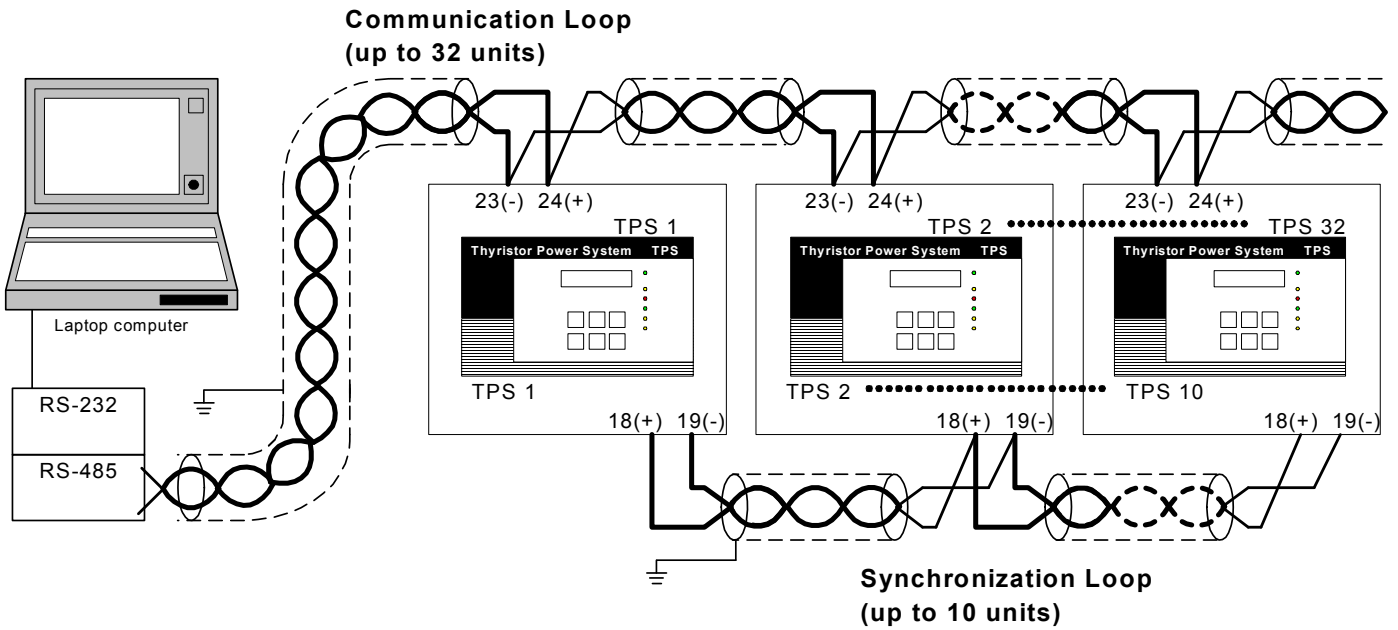 Communication Loop
(up to 32 units)
23(-) 24(+)
23(-) 24(+)
23(-) 24(+)
TPS 1
TPS 2
TPS 32
Thyristor Power System TPS
Thyristor Power System TPS
Thyristor Power System TPS
Laptop computer
TPS 1
TPS 2
TPS 10
RS-232
18(+) 19(-)
18(+) 19(-)
18(+) 19(-)
RS-485
Synchronization Loop
(up to 10 units)